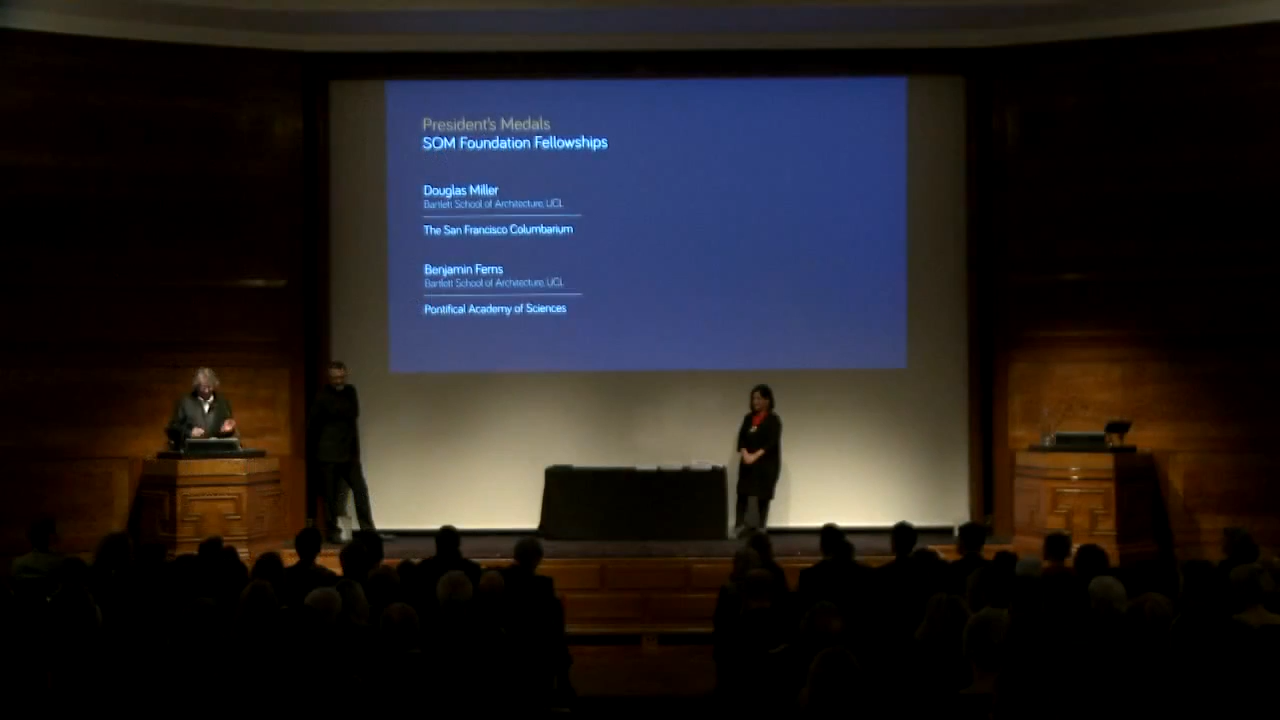 President's Medals
SOM Foundation Fellowships
Douglas Miller
Bartlett School of Architecture, UCL
The San Francisco Columbarium
Benjamin Ferns
Bartlett School of Architecture, UCL
Pontifical Academy of Sciences